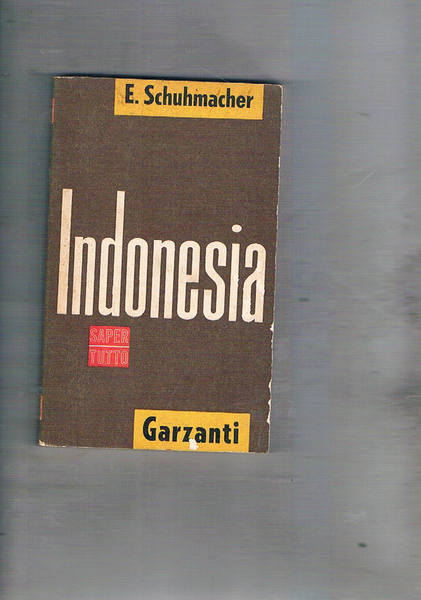 E. Schuhmacher
Indonesia
SAPER
TUTTO
Garzanti